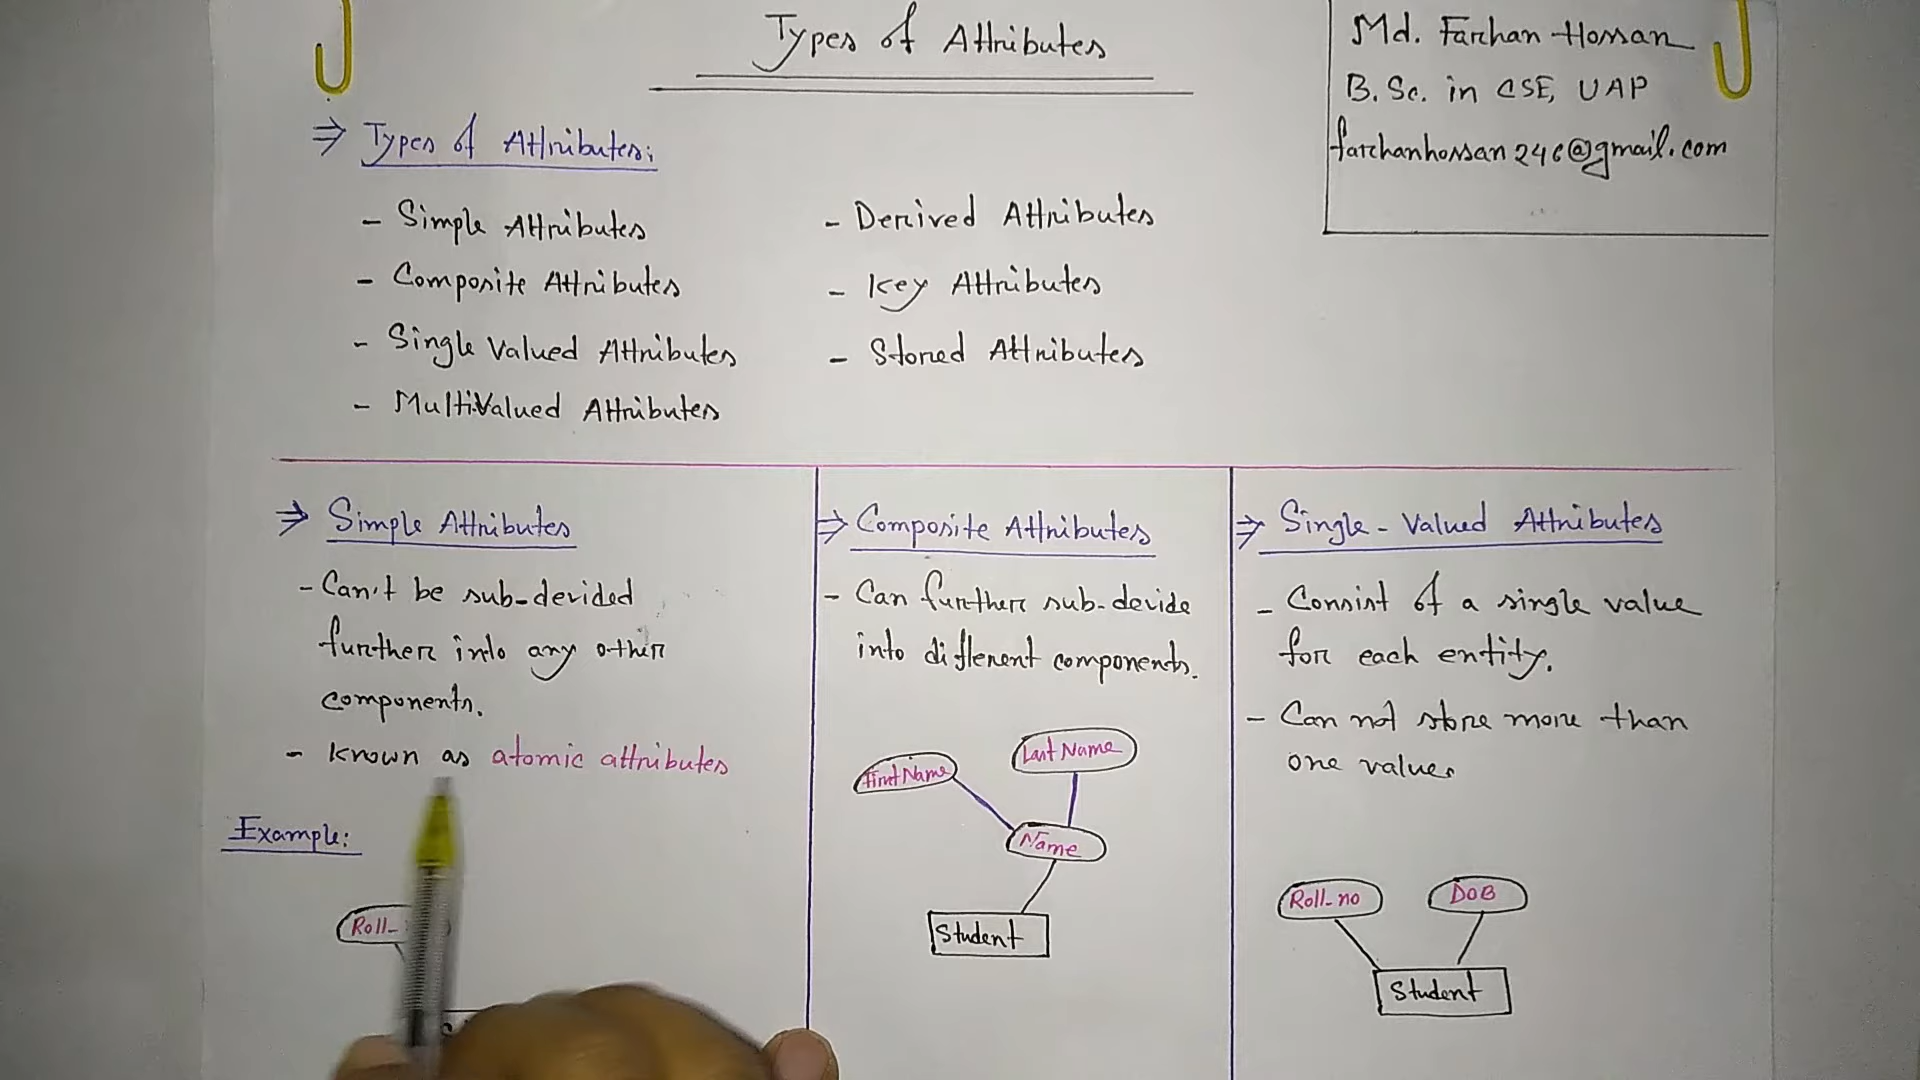 Types of Attributes
Md. Farhan Hossan
B.Sc. in CSE, UAP
farhanhossan246@gmail.com
⇒ Types of Attributes:
- Simple Attributes
- Composite Attributes
- Single Valued Attributes
- MultiValued Attributes
- Derived Attributes
- Key Attributes
- Stored Attributes
⇒ Simple Attributes
- Can't be sub-devided
further into any other
components.
- Known as atomic attributes
Example:
Roll-
⇒ Composite Attributes
- Can further sub-devide
into different components.
First Name
Last Name
Name
Student
⇒ Single-Valued Attributes
- Consist of a single value
for each entity.
- Can not store more than
one value.
Roll-no
DOB
Student